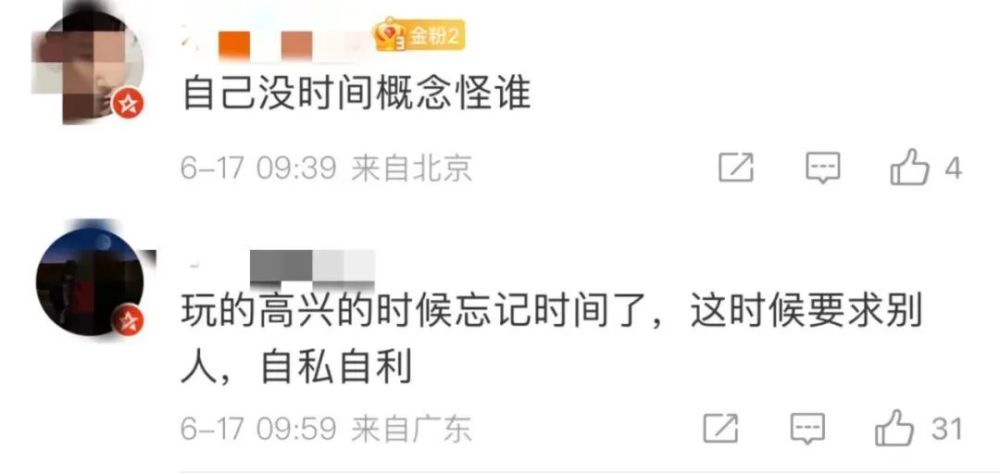 金粉2
自己没时间概念怪谁
6-17 09:39 来自北京
4
玩的高兴的时候忘记时间了，这时候要求别
人，自私自利
6-17 09:59 来自广东
31